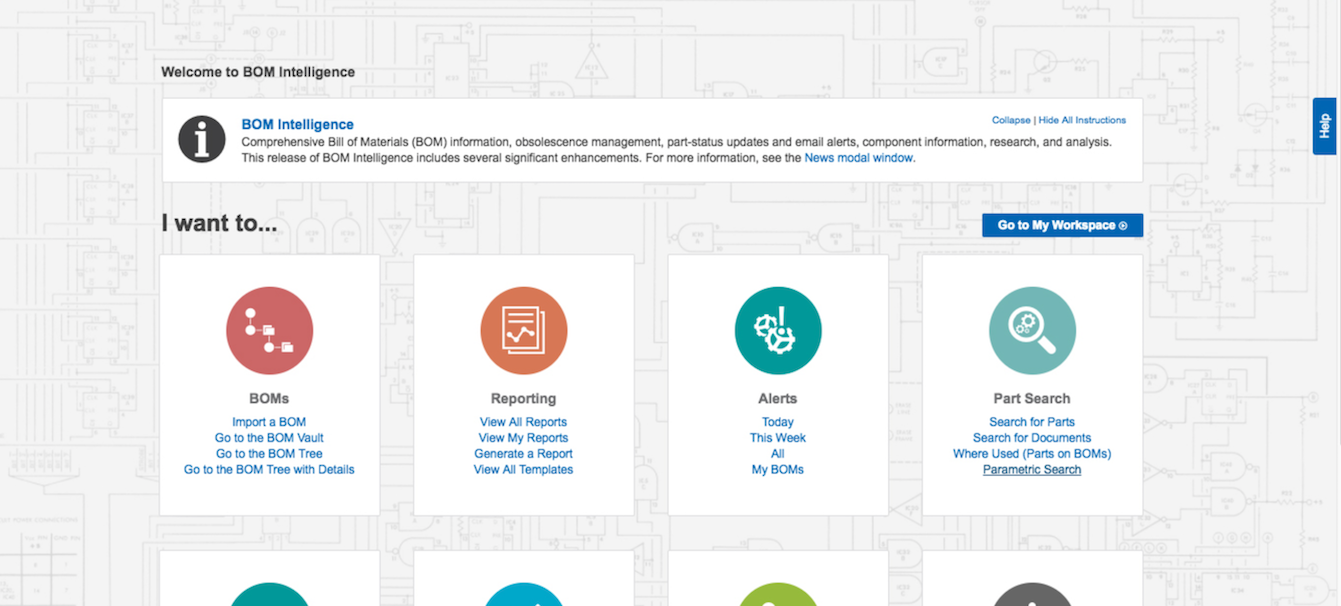 Welcome to BOM Intelligence
BOM Intelligence
Collapse | Hide All Instructions
Comprehensive Bill of Materials (BOM) information, obsolescence management, part-status updates and email alerts, component information, research, and analysis.
This release of BOM Intelligence includes several significant enhancements. For more information, see the News modal window.
Help
I want to...
Go to My Workspace
BOMs
Import a BOM
Go to the BOM Vault
Go to the BOM Tree
Go to the BOM Tree with Details
Reporting
View All Reports
View My Reports
Generate a Report
View All Templates
Alerts
Today
This Week
All
My BOMs
Part Search
Search for Parts
Search for Documents
Where Used (Parts on BOMs)
Parametric Search